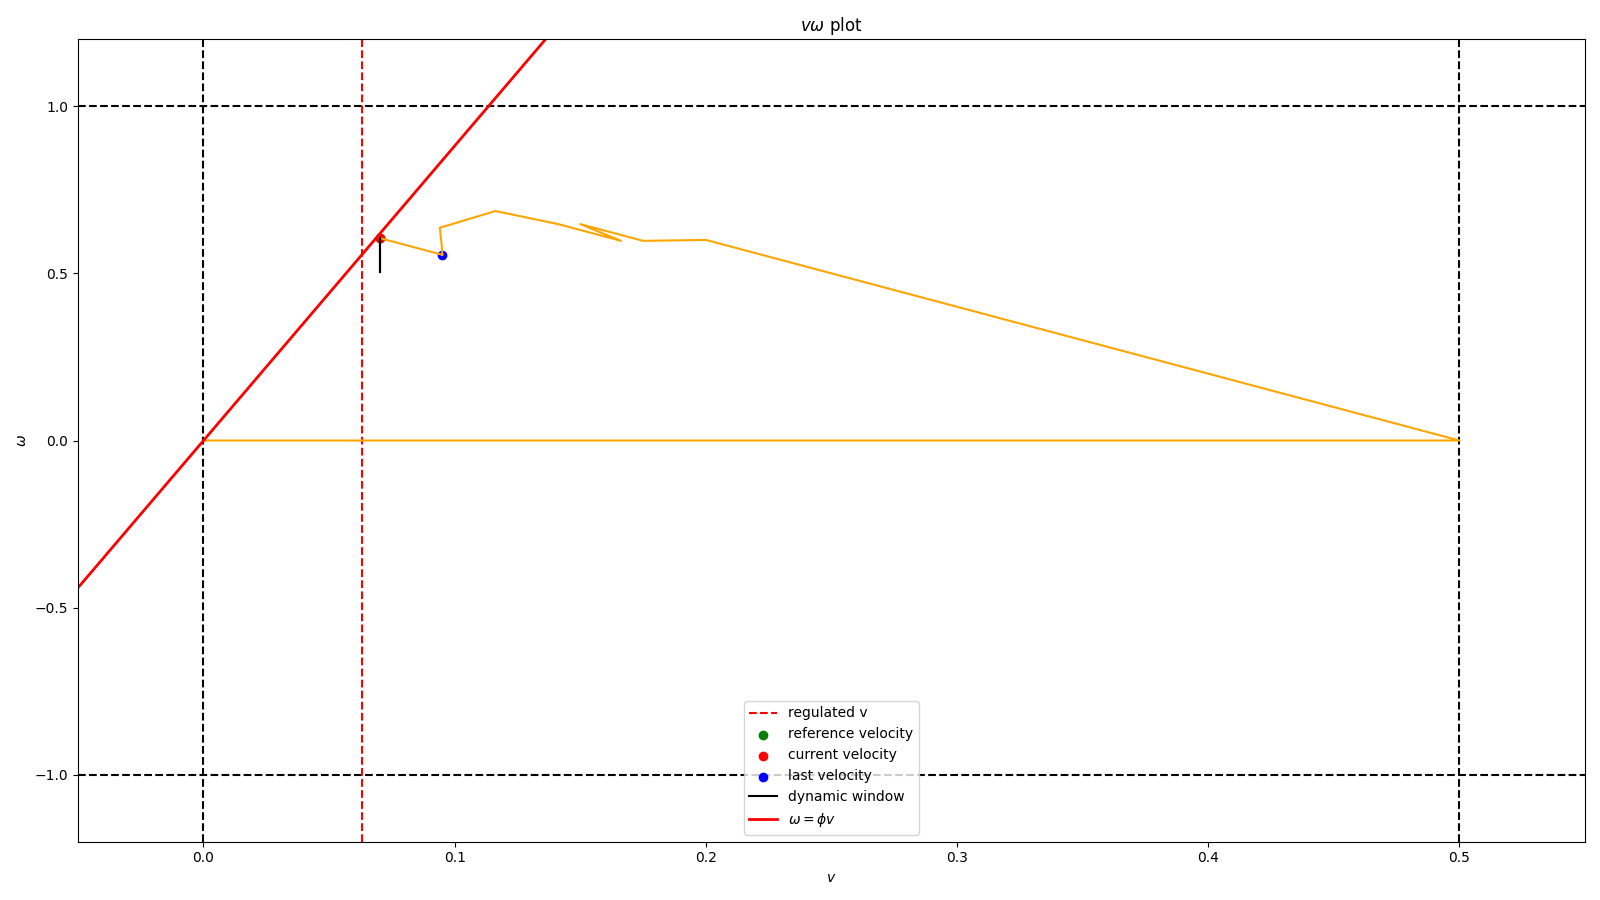 vω plot
1.0
0.5
0.0
−0.5
−1.0
ω
regulated v
reference velocity
current velocity
last velocity
dynamic window
ω = ϕv
0.0 0.1 0.2 0.3 0.4 0.5
v